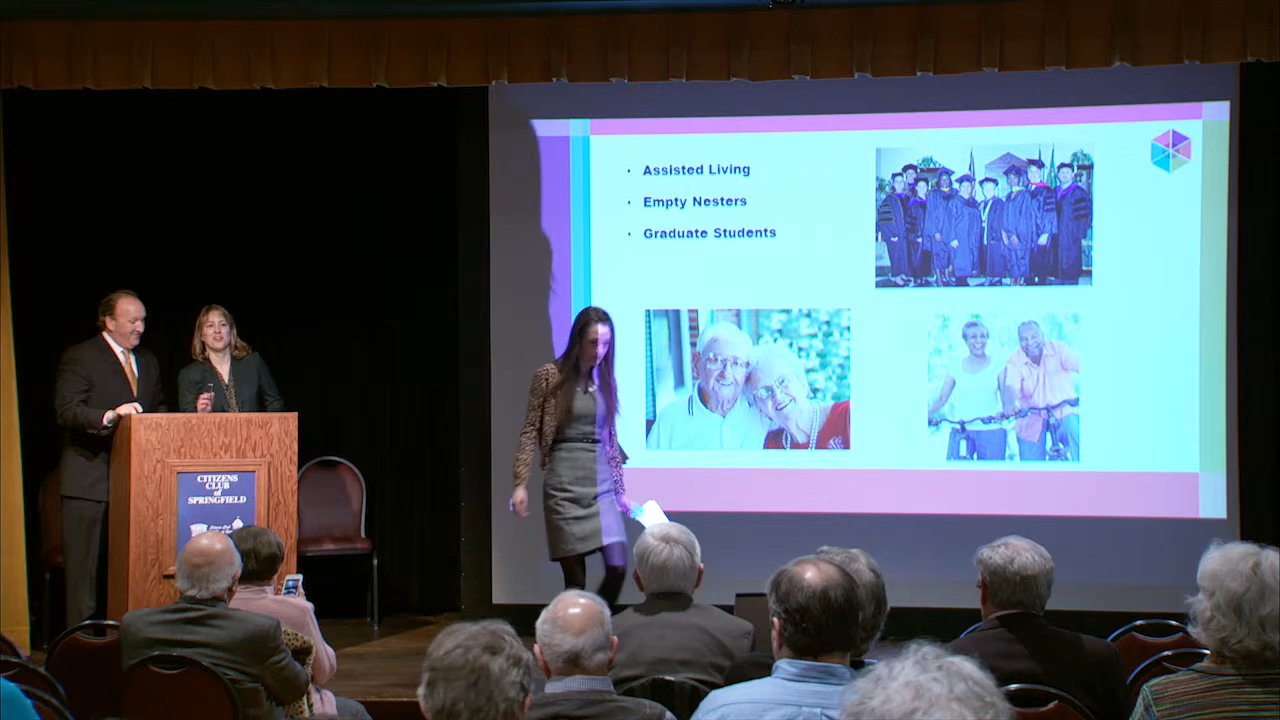 • Assisted Living
• Empty Nesters
• Graduate Students
CITIZENS
CLUB
of
SPRINGFIELD